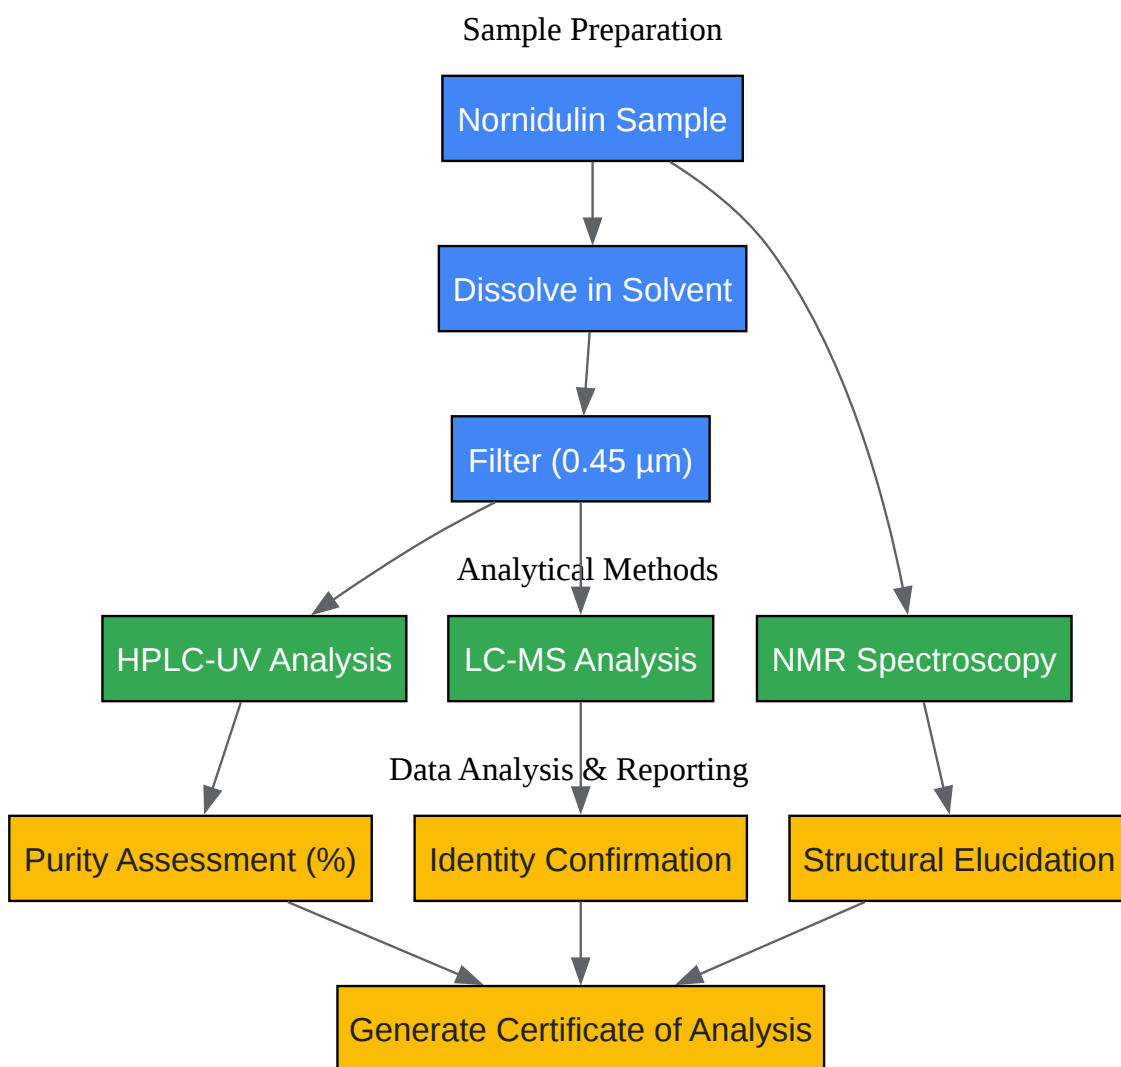 Sample Preparation
Nornidulin Sample
Dissolve in Solvent
Filter (0.45 µm)
Analytical Methods
HPLC-UV Analysis
LC-MS Analysis
NMR Spectroscopy
Data Analysis & Reporting
Purity Assessment (%)
Identity Confirmation
Structural Elucidation
Generate Certificate of Analysis